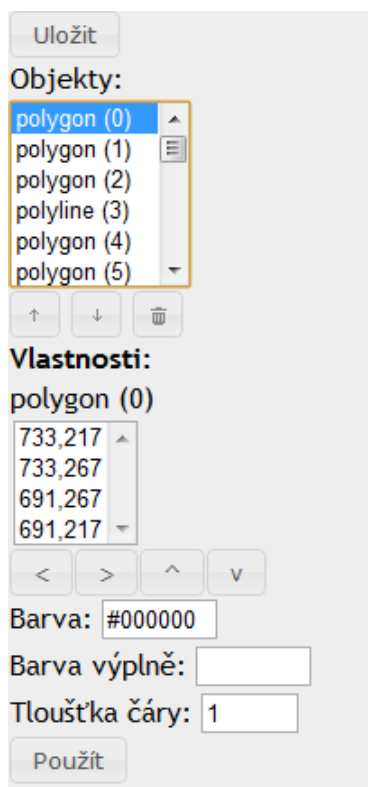 Uložit
Objekty:
polygon (0)
polygon (1)
polygon (2)
polyline (3)
polygon (4)
polygon (5)
↑ ↓
Vlastnosti:
polygon (0)
733,217
733,267
691,267
691,217
< > ^ v
Barva: #000000
Barva výplně:
Tloušťka čáry: 1
Použít